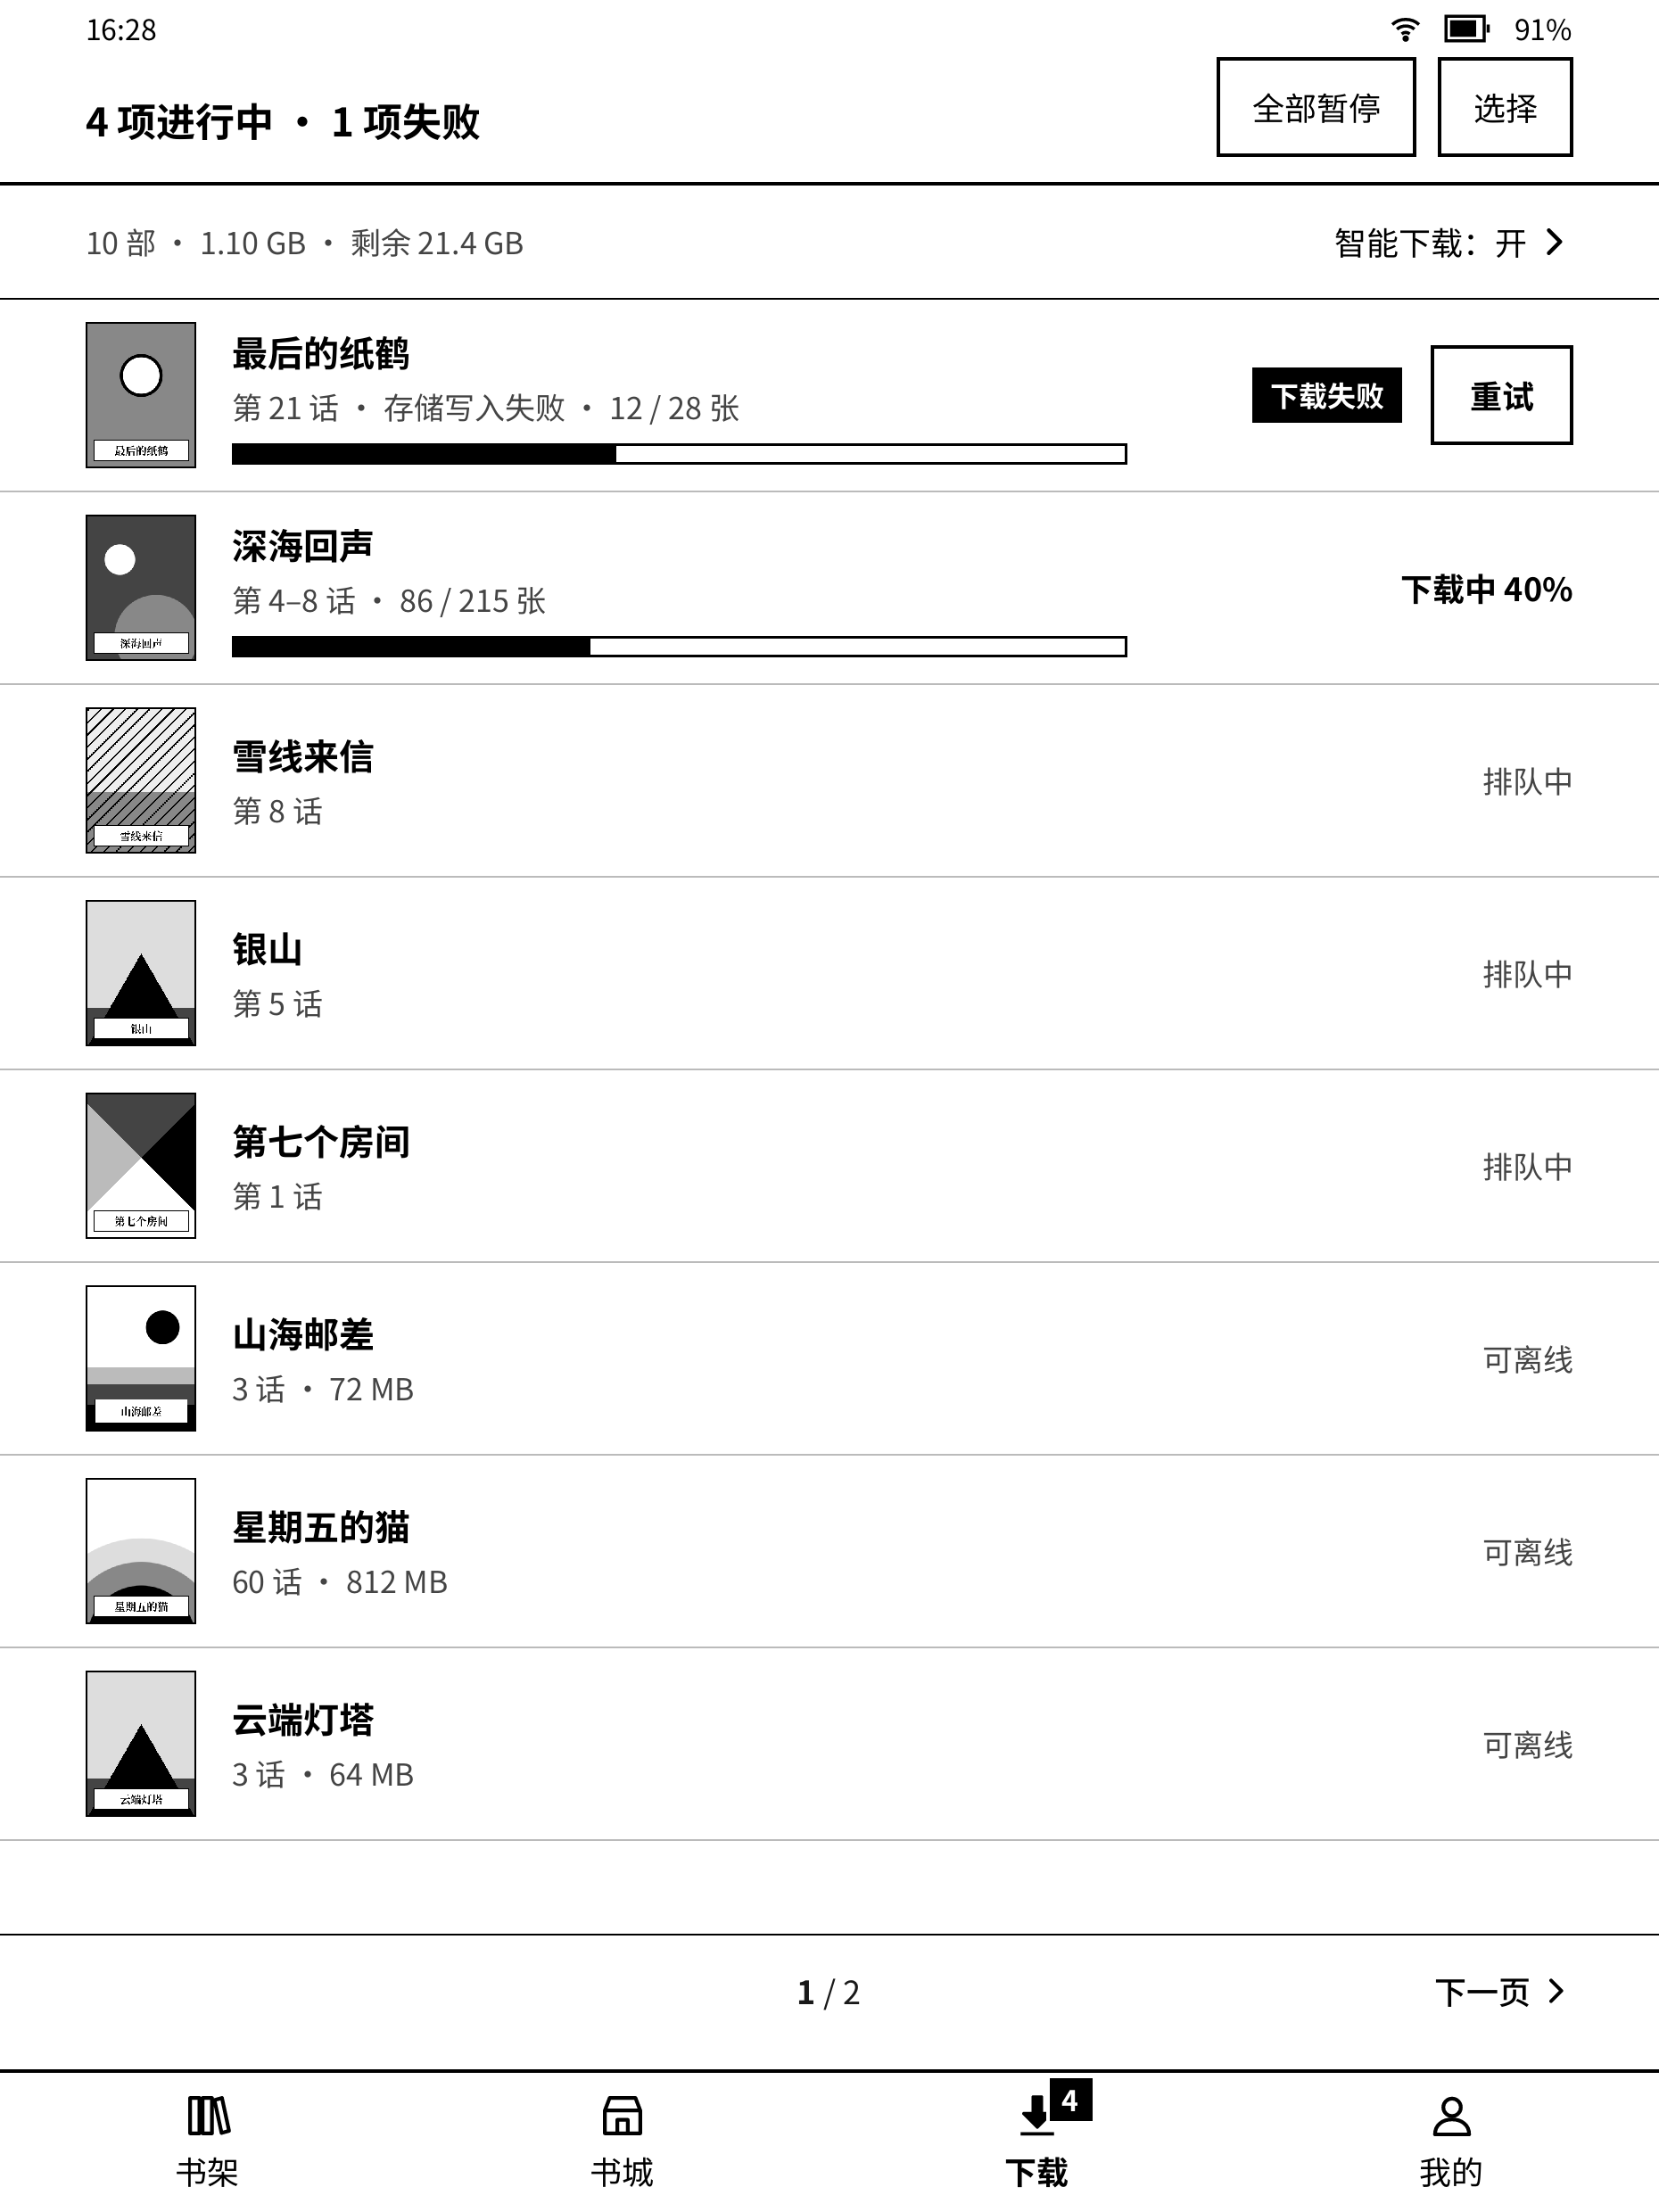 16:28
91%
4 项进行中 · 1 项失败
全部暂停
选择
10 部 · 1.10 GB · 剩余 21.4 GB
智能下载：开
最后的纸鹤
最后的纸鹤
第 21 话 · 存储写入失败 · 12 / 28 张
下载失败
重试
深海回声
深海回声
第 4–8 话 · 86 / 215 张
下载中 40%
雪线来信
雪线来信
第 8 话
排队中
银山
银山
第 5 话
排队中
第七个房间
第七个房间
第 1 话
排队中
山海邮差
山海邮差
3 话 · 72 MB
可离线
星期五的猫
星期五的猫
60 话 · 812 MB
可离线
云端灯塔
云端灯塔
3 话 · 64 MB
可离线
1 / 2
下一页
4
书架
书城
下载
我的